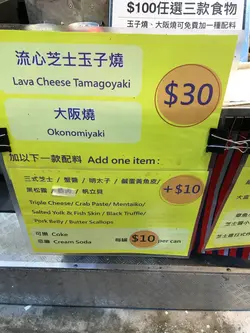 $100任選三款食物
玉子燒、大阪燒可免費加一種配料
流心芝士玉子燒
Lava Cheese Tamagoyaki
$30
大阪燒
Okonomiyaki
加以下一款配料 Add one item:
三式芝士 / 蟹醬 / 明太子 / 鹹蛋黃魚皮/
黑松露 / 帆立貝
+$10
Triple Cheese/ Crab Paste/ Mentaiko/
Salted Yolk & Fish Skin / Black Truffle/
Pork Belly / Butter Scallops
可樂 Coke
忌廉 Cream Soda
每罐 $10 per can